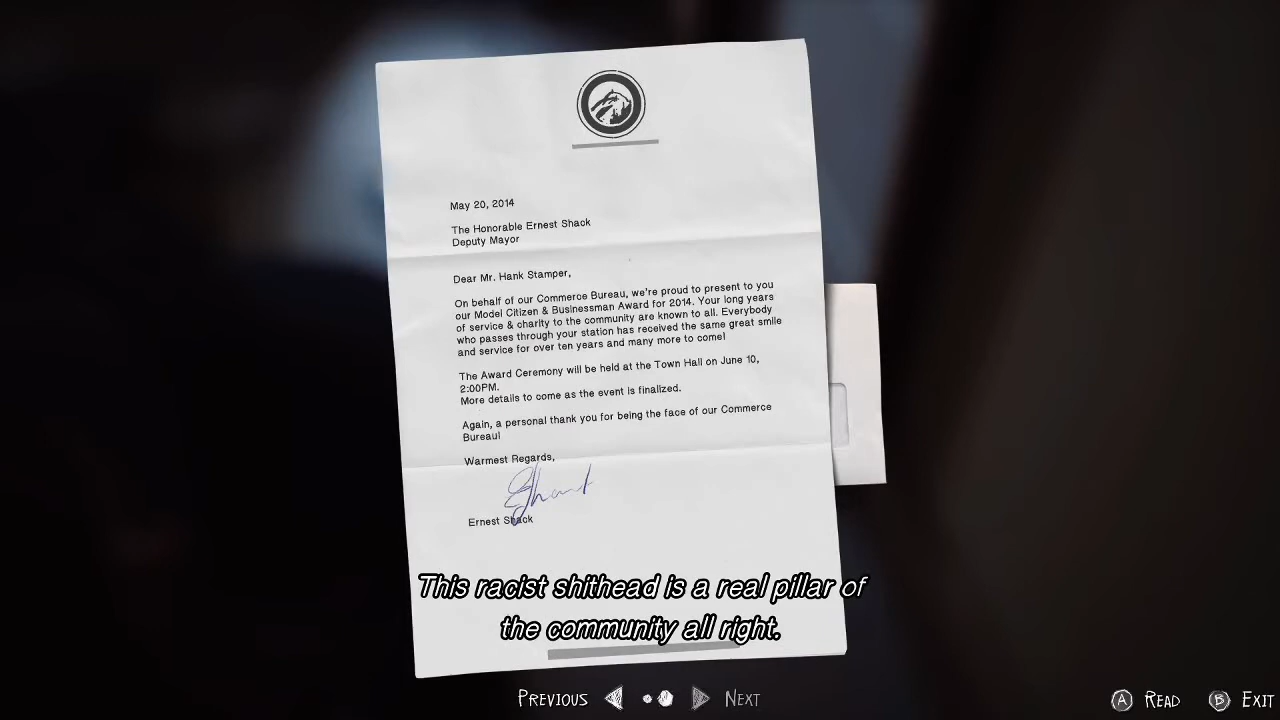 May 20, 2014
The Honorable Ernest Shack
Deputy Mayor
Dear Mr. Hank Stamper,
On behalf of our Commerce Bureau, we're proud to present to you
our Model Citizen & Businessman Award for 2014. Your long years
of service & charity to the community are known to all. Everybody
who passes through your station has received the same great smile
and service for over ten years and many more to come!
The Award Ceremony will be held at the Town Hall on June 10,
2:00PM.
More details to come as the event is finalized.
Again, a personal thank you for being the face of our Commerce
Bureau!
Warmest Regards,
Ernest Shack
This racist shithead is a real pillar of
the community all right.
Previous Next
A Read B Exit